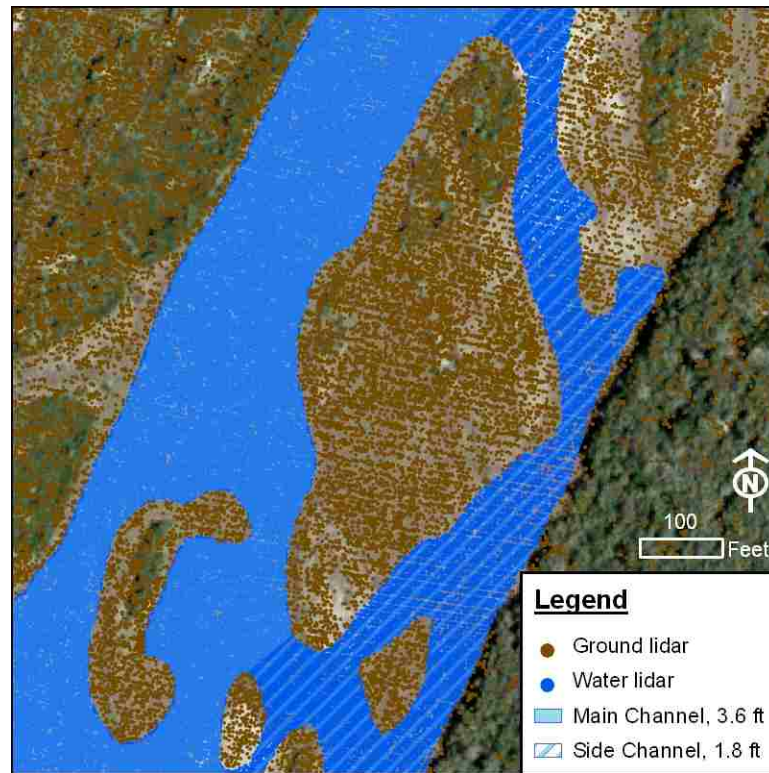 N
100
Feet
Legend
Ground lidar
Water lidar
Main Channel, 3.6 ft
Side Channel, 1.8 ft